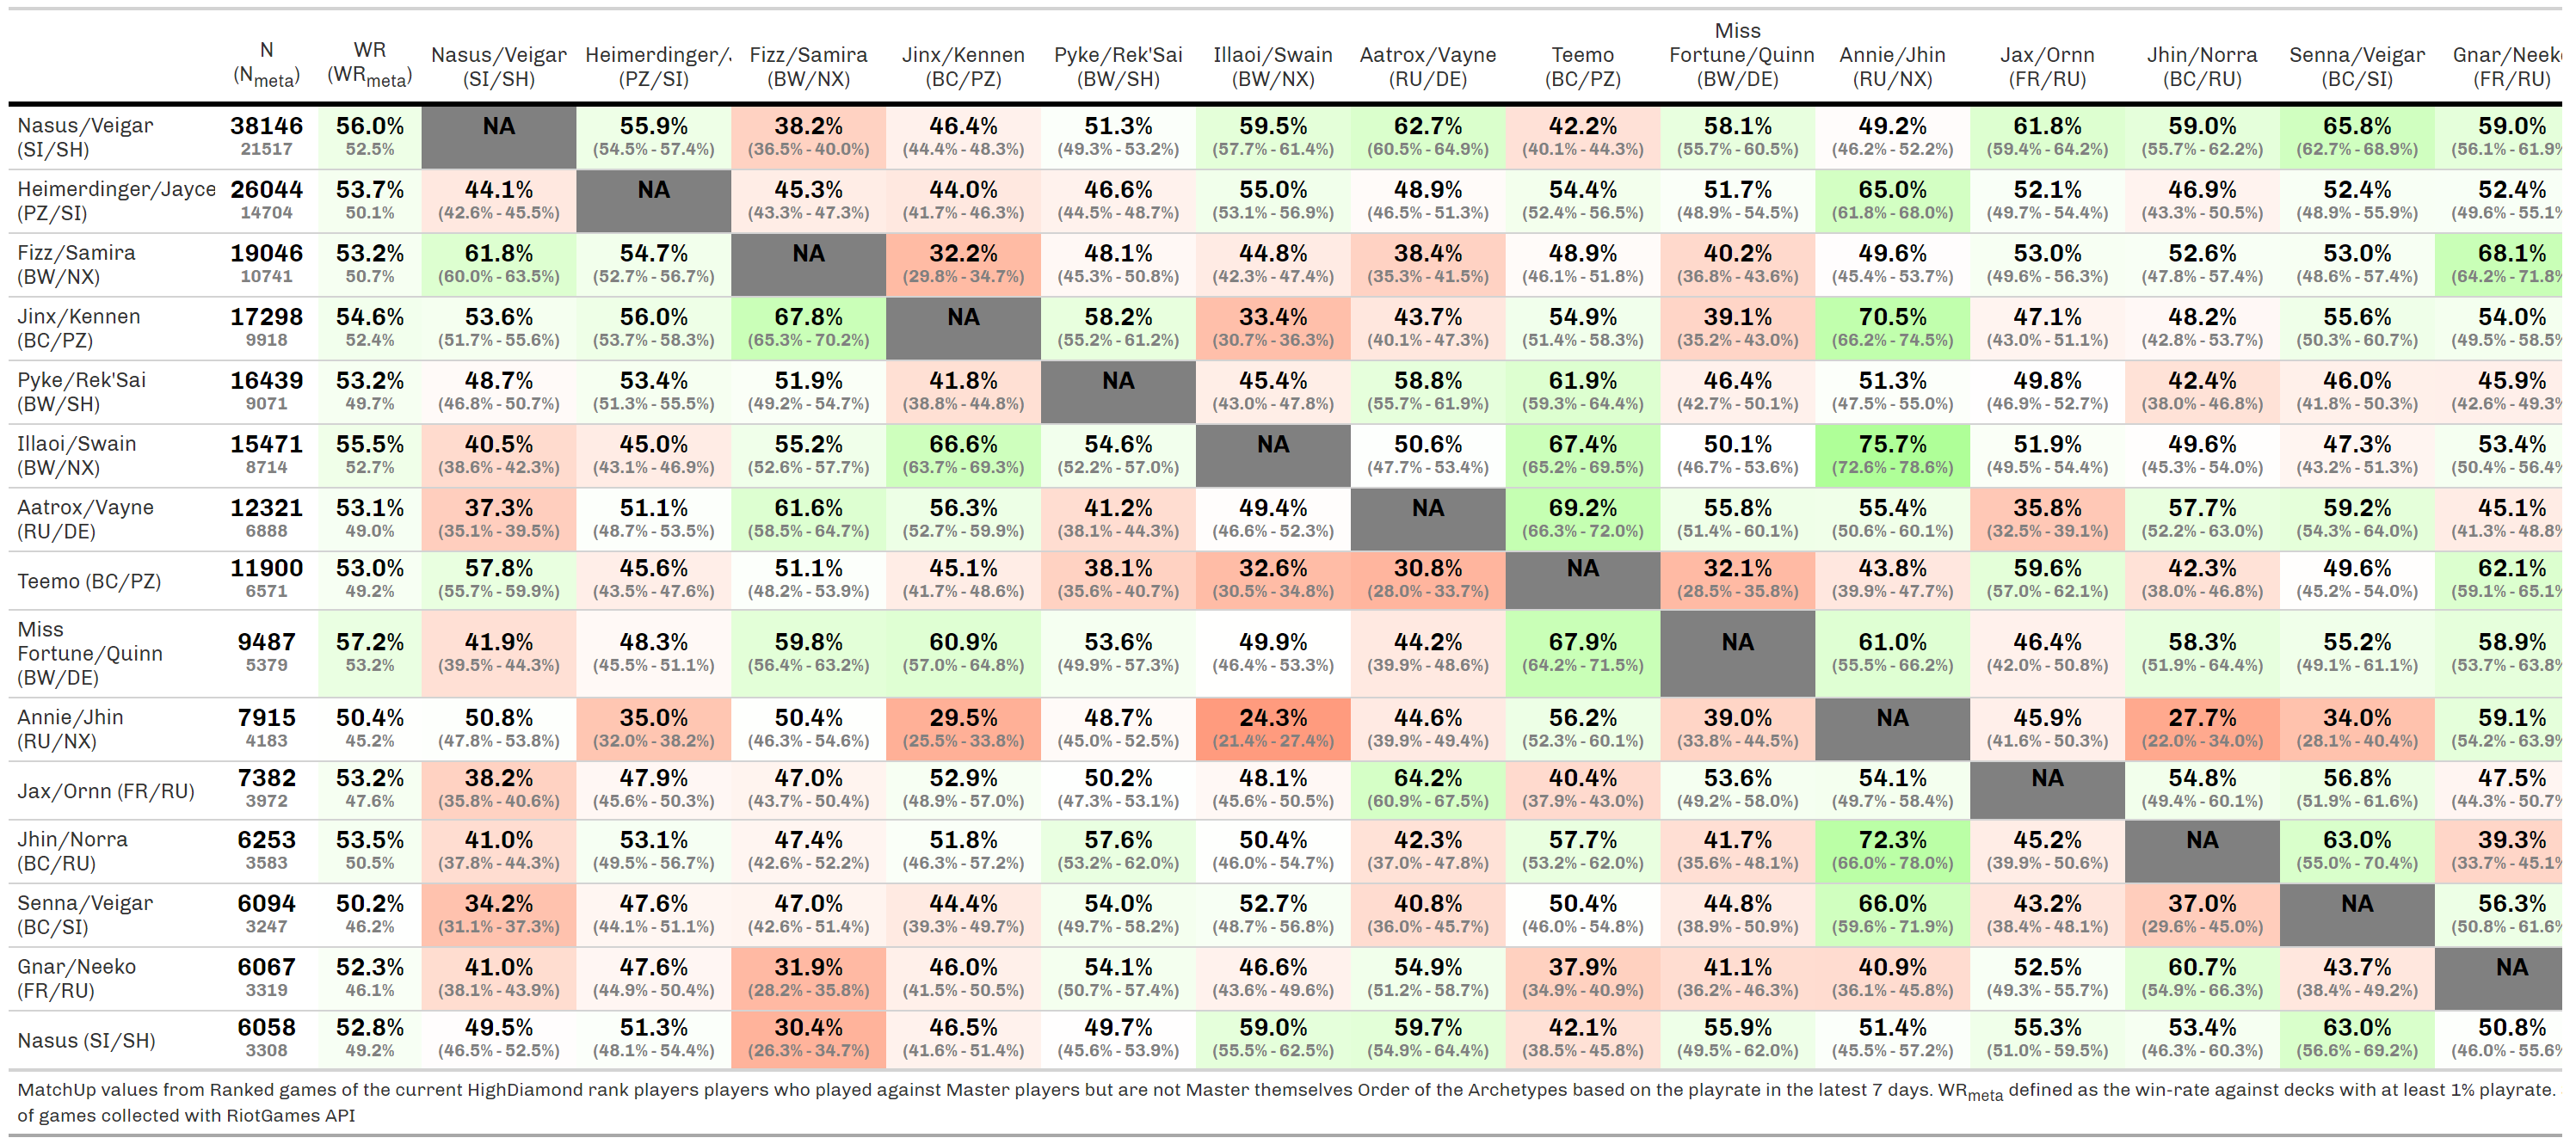 N (N_meta) WR (WR_meta) Nasus/Veigar (SI/SH) Heimerdinger/ (PZ/SI) Fizz/Samira (BW/NX) Jinx/Kennen (BC/PZ) Pyke/Rek'Sai (BW/SH) Illaoi/Swain (BW/NX) Aatrox/Vayne (RU/DE) Teemo (BC/PZ) Miss Fortune/Quinn (BW/DE) Annie/Jhin (RU/NX) Jax/Ornn (FR/RU) Jhin/Norra (BC/RU) Senna/Veigar (BC/SI) Gnar/Neek (FR/RU)
Nasus/Veigar 38146 56.0% NA 55.9% 38.2% 46.4% 51.3% 59.5% 62.7% 42.2% 58.1% 49.2% 61.8% 59.0% 65.8% 59.0%
(SI/SH) 21517 52.5% (54.5% - 57.4%) (36.5% - 40.0%) (44.4% - 48.3%) (49.3% - 53.2%) (57.7% - 61.4%) (60.5% - 64.9%) (40.1% - 44.3%) (55.7% - 60.5%) (46.2% - 52.2%) (59.4% - 64.2%) (55.7% - 62.2%) (62.7% - 68.9%) (56.1% - 61.9%
Heimerdinger/Jayce 26044 53.7% 44.1% NA 45.3% 44.0% 46.6% 55.0% 48.9% 54.4% 51.7% 65.0% 52.1% 46.9% 52.4% 52.4%
(PZ/SI) 14704 50.1% (42.6% - 45.5%) (43.3% - 47.3%) (41.7% - 46.3%) (44.5% - 48.7%) (53.1% - 56.9%) (46.5% - 51.3%) (52.4% - 56.5%) (48.9% - 54.5%) (61.8% - 68.0%) (49.7% - 54.4%) (43.3% - 50.5%) (48.9% - 55.9%) (49.6% - 55.1%
Fizz/Samira 19046 53.2% 61.8% 54.7% NA 32.2% 48.1% 44.8% 38.4% 48.9% 40.2% 49.6% 53.0% 52.6% 53.0% 68.1%
(BW/NX) 10741 50.7% (60.0% - 63.5%) (52.7% - 56.7%) (29.8% - 34.7%) (45.3% - 50.8%) (42.3% - 47.4%) (35.3% - 41.5%) (46.1% - 51.8%) (36.8% - 43.6%) (45.4% - 53.7%) (49.6% - 56.3%) (47.8% - 57.4%) (48.6% - 57.4%) (64.2% - 71.8%
Jinx/Kennen 17298 54.6% 53.6% 56.0% 67.8% NA 58.2% 33.4% 43.7% 54.9% 39.1% 70.5% 47.1% 48.2% 55.6% 54.0%
(BC/PZ) 9918 52.4% (51.7% - 55.6%) (53.7% - 58.3%) (65.3% - 70.2%) (55.2% - 61.2%) (30.7% - 36.3%) (40.1% - 47.3%) (51.4% - 58.3%) (35.2% - 43.0%) (66.2% - 74.5%) (43.0% - 51.1%) (42.8% - 53.7%) (50.3% - 60.7%) (49.5% - 58.5%
Pyke/Rek'Sai 16439 53.2% 48.7% 53.4% 51.9% 41.8% NA 45.4% 58.8% 61.9% 46.4% 51.3% 49.8% 42.4% 46.0% 45.9%
(BW/SH) 9071 49.7% (46.8% - 50.7%) (51.3% - 55.5%) (49.2% - 54.7%) (38.8% - 44.8%) (43.0% - 47.8%) (55.7% - 61.9%) (59.3% - 64.4%) (42.7% - 50.1%) (47.5% - 55.0%) (46.9% - 52.7%) (38.0% - 46.8%) (41.8% - 50.3%) (42.6% - 49.3%
Illaoi/Swain 15471 55.5% 40.5% 45.0% 55.2% 66.6% 54.6% NA 50.6% 67.4% 50.1% 75.7% 51.9% 49.6% 47.3% 53.4%
(BW/NX) 8714 52.7% (38.6% - 42.3%) (43.1% - 46.9%) (52.6% - 57.7%) (63.7% - 69.3%) (52.2% - 57.0%) (47.7% - 53.4%) (65.2% - 69.5%) (46.7% - 53.6%) (72.6% - 78.6%) (49.5% - 54.4%) (45.3% - 54.0%) (43.2% - 51.3%) (50.4% - 56.4%
Aatrox/Vayne 12321 53.1% 37.3% 51.1% 61.6% 56.3% 41.2% 49.4% NA 69.2% 55.8% 55.4% 35.8% 57.7% 59.2% 45.1%
(RU/DE) 6888 49.0% (35.1% - 39.5%) (48.7% - 53.5%) (58.5% - 64.7%) (52.7% - 59.9%) (38.1% - 44.3%) (46.6% - 52.3%) (66.3% - 72.0%) (51.4% - 60.1%) (50.6% - 60.1%) (32.5% - 39.1%) (52.2% - 63.0%) (54.3% - 64.0%) (41.3% - 48.8%
Teemo (BC/PZ) 11900 53.0% 57.8% 45.6% 51.1% 45.1% 38.1% 32.6% 30.8% NA 32.1% 43.8% 59.6% 42.3% 49.6% 62.1%
6571 49.2% (55.7% - 59.9%) (43.5% - 47.6%) (48.2% - 53.9%) (41.7% - 48.6%) (35.6% - 40.7%) (30.5% - 34.8%) (28.0% - 33.7%) (28.5% - 35.8%) (39.9% - 47.7%) (57.0% - 62.1%) (38.0% - 46.8%) (45.2% - 54.0%) (59.1% - 65.1%
Miss
Fortune/Quinn 9487 57.2% 41.9% 48.3% 59.8% 60.9% 53.6% 49.9% 44.2% 67.9% NA 61.0% 46.4% 58.3% 55.2% 58.9%
(BW/DE) 5379 53.2% (39.5% - 44.3%) (45.5% - 51.1%) (56.4% - 63.2%) (57.0% - 64.8%) (49.9% - 57.3%) (46.4% - 53.3%) (39.9% - 48.6%) (64.2% - 71.5%) (55.5% - 66.2%) (42.0% - 50.8%) (51.9% - 64.4%) (49.1% - 61.1%) (53.7% - 63.8%
Annie/Jhin 7915 50.4% 50.8% 35.0% 50.4% 29.5% 48.7% 24.3% 44.6% 56.2% 39.0% NA 45.9% 27.7% 34.0% 59.1%
(RU/NX) 4183 45.2% (47.8% - 53.8%) (32.0% - 38.2%) (46.3% - 54.6%) (25.5% - 33.8%) (45.0% - 52.5%) (21.4% - 27.4%) (39.9% - 49.4%) (52.3% - 60.1%) (33.8% - 44.5%) (41.6% - 50.3%) (22.0% - 34.0%) (28.1% - 40.4%) (54.2% - 63.9%
Jax/Ornn (FR/RU) 7382 53.2% 38.2% 47.9% 47.0% 52.9% 50.2% 48.1% 64.2% 40.4% 53.6% 54.1% NA 54.8% 56.8% 47.5%
3972 47.6% (35.8% - 40.6%) (45.6% - 50.3%) (43.7% - 50.4%) (48.9% - 57.0%) (47.3% - 53.1%) (45.6% - 50.5%) (60.9% - 67.5%) (37.9% - 43.0%) (49.2% - 58.0%) (49.7% - 58.4%) (49.4% - 60.1%) (51.9% - 61.6%) (44.3% - 50.7%
Jhin/Norra 6253 53.5% 41.0% 53.1% 47.4% 51.8% 57.6% 50.4% 42.3% 57.7% 41.7% 72.3% 45.2% NA 63.0% 39.3%
(BC/RU) 3583 50.5% (37.8% - 44.3%) (49.5% - 56.7%) (42.6% - 52.2%) (46.3% - 57.2%) (53.2% - 62.0%) (46.0% - 54.7%) (37.0% - 47.8%) (53.2% - 62.0%) (35.6% - 48.1%) (66.0% - 78.0%) (39.9% - 50.6%) (55.0% - 70.4%) (33.7% - 45.1%
Senna/Veigar 6094 50.2% 34.2% 47.6% 47.0% 44.4% 54.0% 52.7% 40.8% 50.4% 44.8% 66.0% 43.2% 37.0% NA 56.3%
(BC/SI) 3247 46.2% (31.1% - 37.3%) (44.1% - 51.1%) (42.6% - 51.4%) (39.3% - 49.7%) (49.7% - 58.2%) (48.7% - 56.8%) (36.0% - 45.7%) (46.0% - 54.8%) (38.9% - 50.9%) (59.6% - 71.9%) (38.4% - 48.1%) (29.6% - 45.0%) (50.8% - 61.6%
Gnar/Neeko 6067 52.3% 41.0% 47.6% 31.9% 46.0% 54.1% 46.6% 54.9% 37.9% 41.1% 40.9% 52.5% 60.7% 43.7% NA
(FR/RU) 3319 46.1% (38.1% - 43.9%) (44.9% - 50.4%) (28.2% - 35.8%) (41.5% - 50.5%) (50.7% - 57.4%) (43.6% - 49.6%) (51.2% - 58.7%) (34.9% - 40.9%) (36.2% - 46.3%) (36.1% - 45.8%) (49.3% - 55.7%) (54.9% - 66.3%) (38.4% - 49.2%)
Nasus (SI/SH) 6058 52.8% 49.5% 51.3% 30.4% 46.5% 49.7% 59.0% 59.7% 42.1% 55.9% 51.4% 55.3% 53.4% 63.0% 50.8%
3308 49.2% (46.5% - 52.5%) (48.1% - 54.4%) (26.3% - 34.7%) (41.6% - 51.4%) (45.6% - 53.9%) (55.5% - 62.5%) (54.9% - 64.4%) (38.5% - 45.8%) (49.5% - 62.0%) (45.5% - 57.2%) (51.0% - 59.5%) (46.3% - 60.3%) (56.6% - 69.2%) (46.0% - 55.6%
MatchUp values from Ranked games of the current HighDiamond rank players players who played against Master players but are not Master themselves Order of the Archetypes based on the playrate in the latest 7 days. WR_meta defined as the win-rate against decks with at least 1% playrate.
of games collected with RiotGames API